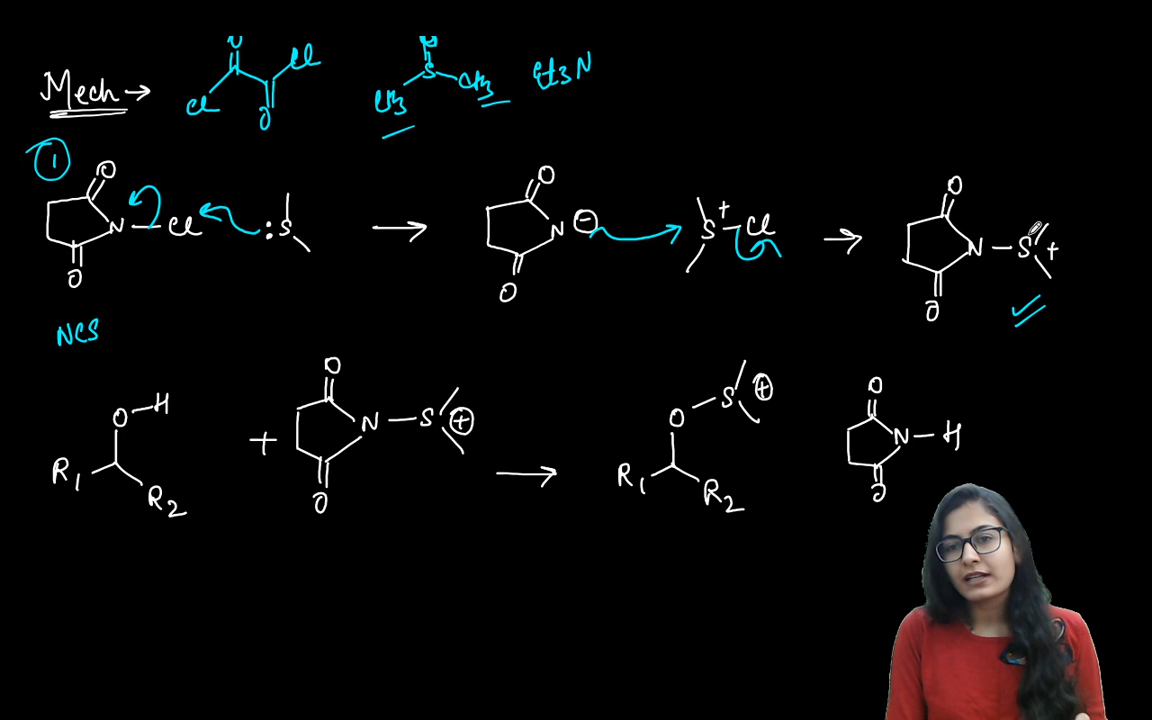 Mech → O Cl Cl O O S CH3 CH3 Et3N
1
O N Cl :S O → O N ⊖ O S+ Cl → O N S + O
NCS
O H R1 R2 + O N S ⊕ O → O S ⊕ R1 R2 O N H O